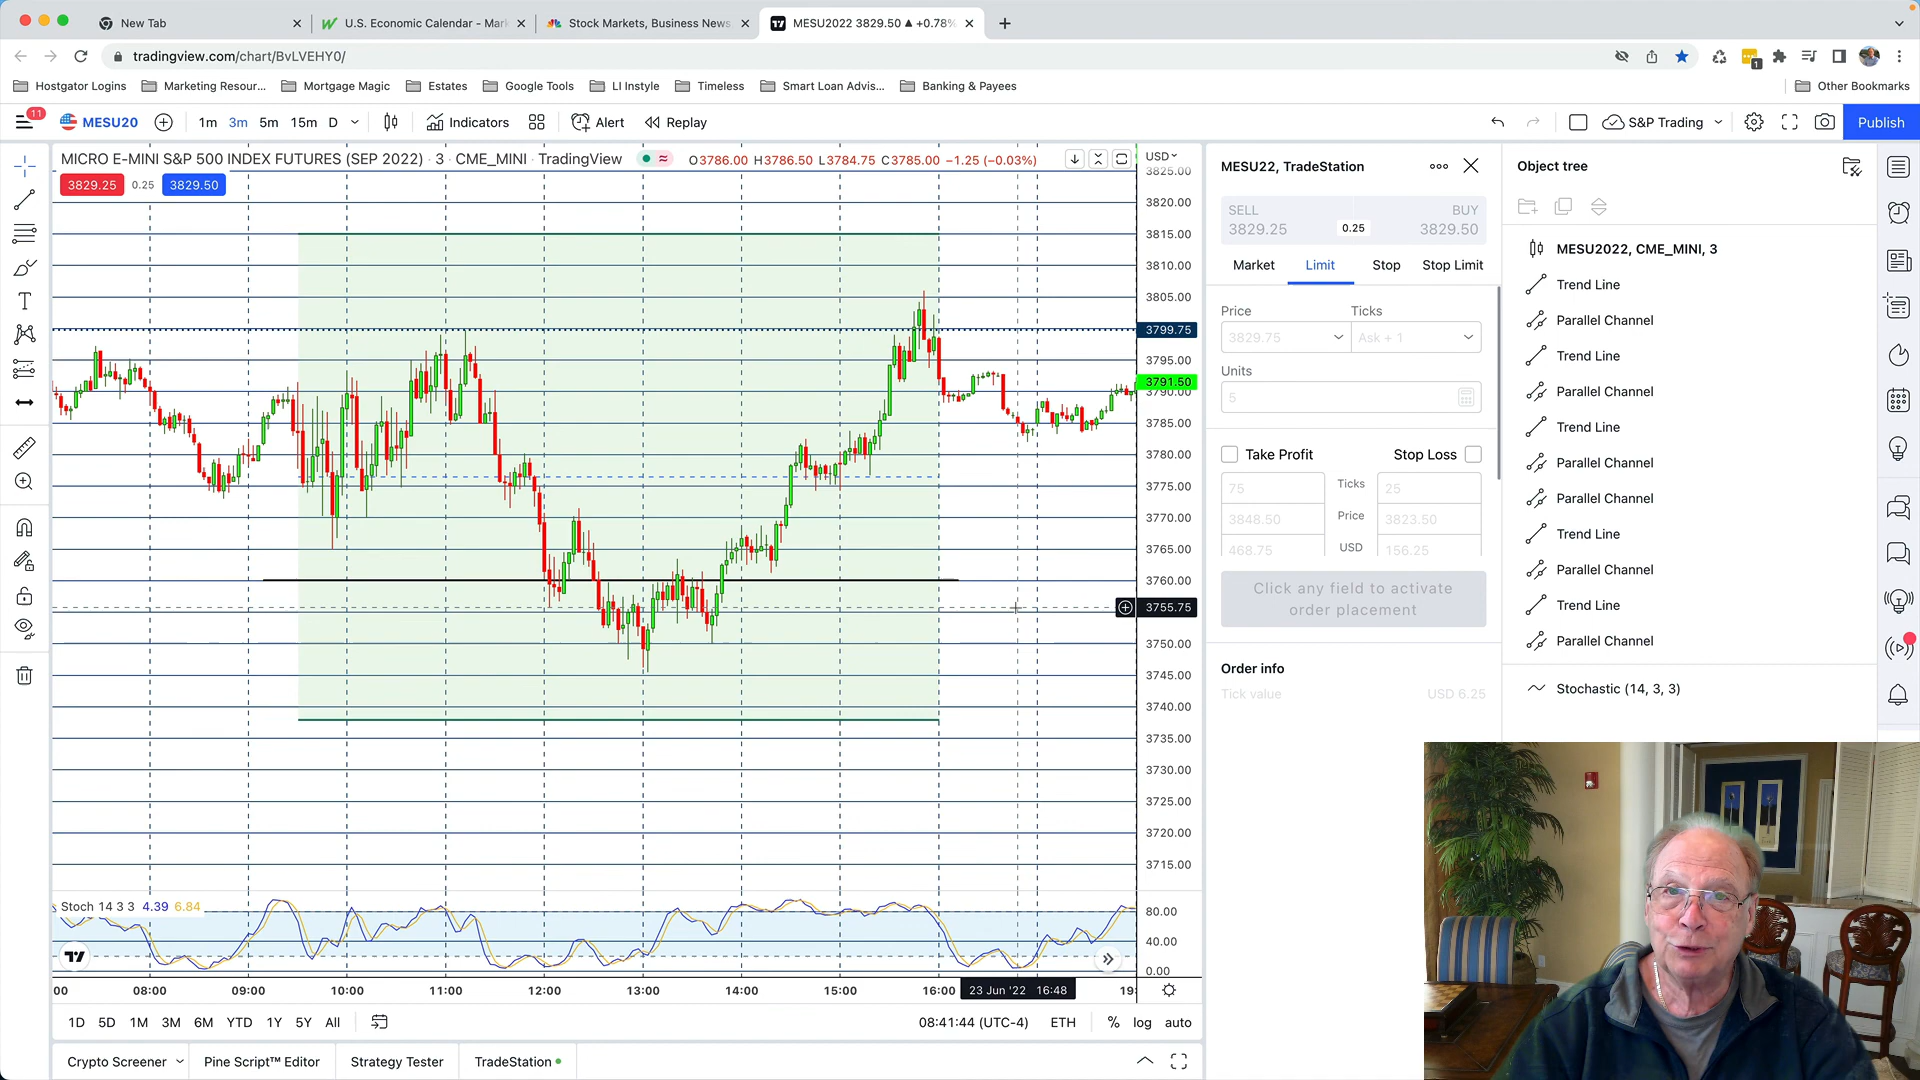 New Tab
U.S. Economic Calendar - Mark
Stock Markets, Business News,
MESU2022 3829.50 ▲ +0.78%
tradingview.com/chart/BvLVEHY0/
1
Hostgator Logins
Marketing Resour...
Mortgage Magic
Estates
Google Tools
LI Instyle
Timeless
Smart Loan Advis...
Banking & Payees
Other Bookmarks
11
MESU20
1m 3m 5m 15m D
Indicators
Alert
Replay
S&P Trading
Publish
MICRO E-MINI S&P 500 INDEX FUTURES (SEP 2022) · 3 · CME_MINI · TradingView
O3786.00 H3786.50 L3784.75 C3785.00 −1.25 (−0.03%)
USD
3829.25
0.25
3829.50
3825.00
3820.00
3815.00
3810.00
3805.00
3799.75
3795.00
3791.50
3790.00
3785.00
3780.00
3775.00
3770.00
3765.00
3760.00
3755.75
3750.00
3745.00
3740.00
3735.00
3730.00
3725.00
3720.00
3715.00
Stoch 14 3 3 4.39 6.84
80.00
40.00
0.00
00 08:00 09:00 10:00 11:00 12:00 13:00 14:00 15:00 16:00 23 Jun '22 16:48 19:
1D 5D 1M 3M 6M YTD 1Y 5Y All
08:41:44 (UTC-4) ETH % log auto
Crypto Screener
Pine Script™ Editor
Strategy Tester
TradeStation
MESU22, TradeStation
SELL
3829.25
0.25
BUY
3829.50
Market Limit Stop Stop Limit
Price Ticks
3829.75 Ask + 1
Units
5
Take Profit Stop Loss
75 Ticks 25
3848.50 Price 3823.50
468.75 USD 156.25
Click any field to activate
order placement
Order info
Tick value USD 6.25
Object tree
MESU2022, CME_MINI, 3
Trend Line
Parallel Channel
Trend Line
Parallel Channel
Trend Line
Parallel Channel
Parallel Channel
Trend Line
Parallel Channel
Trend Line
Parallel Channel
Stochastic (14, 3, 3)